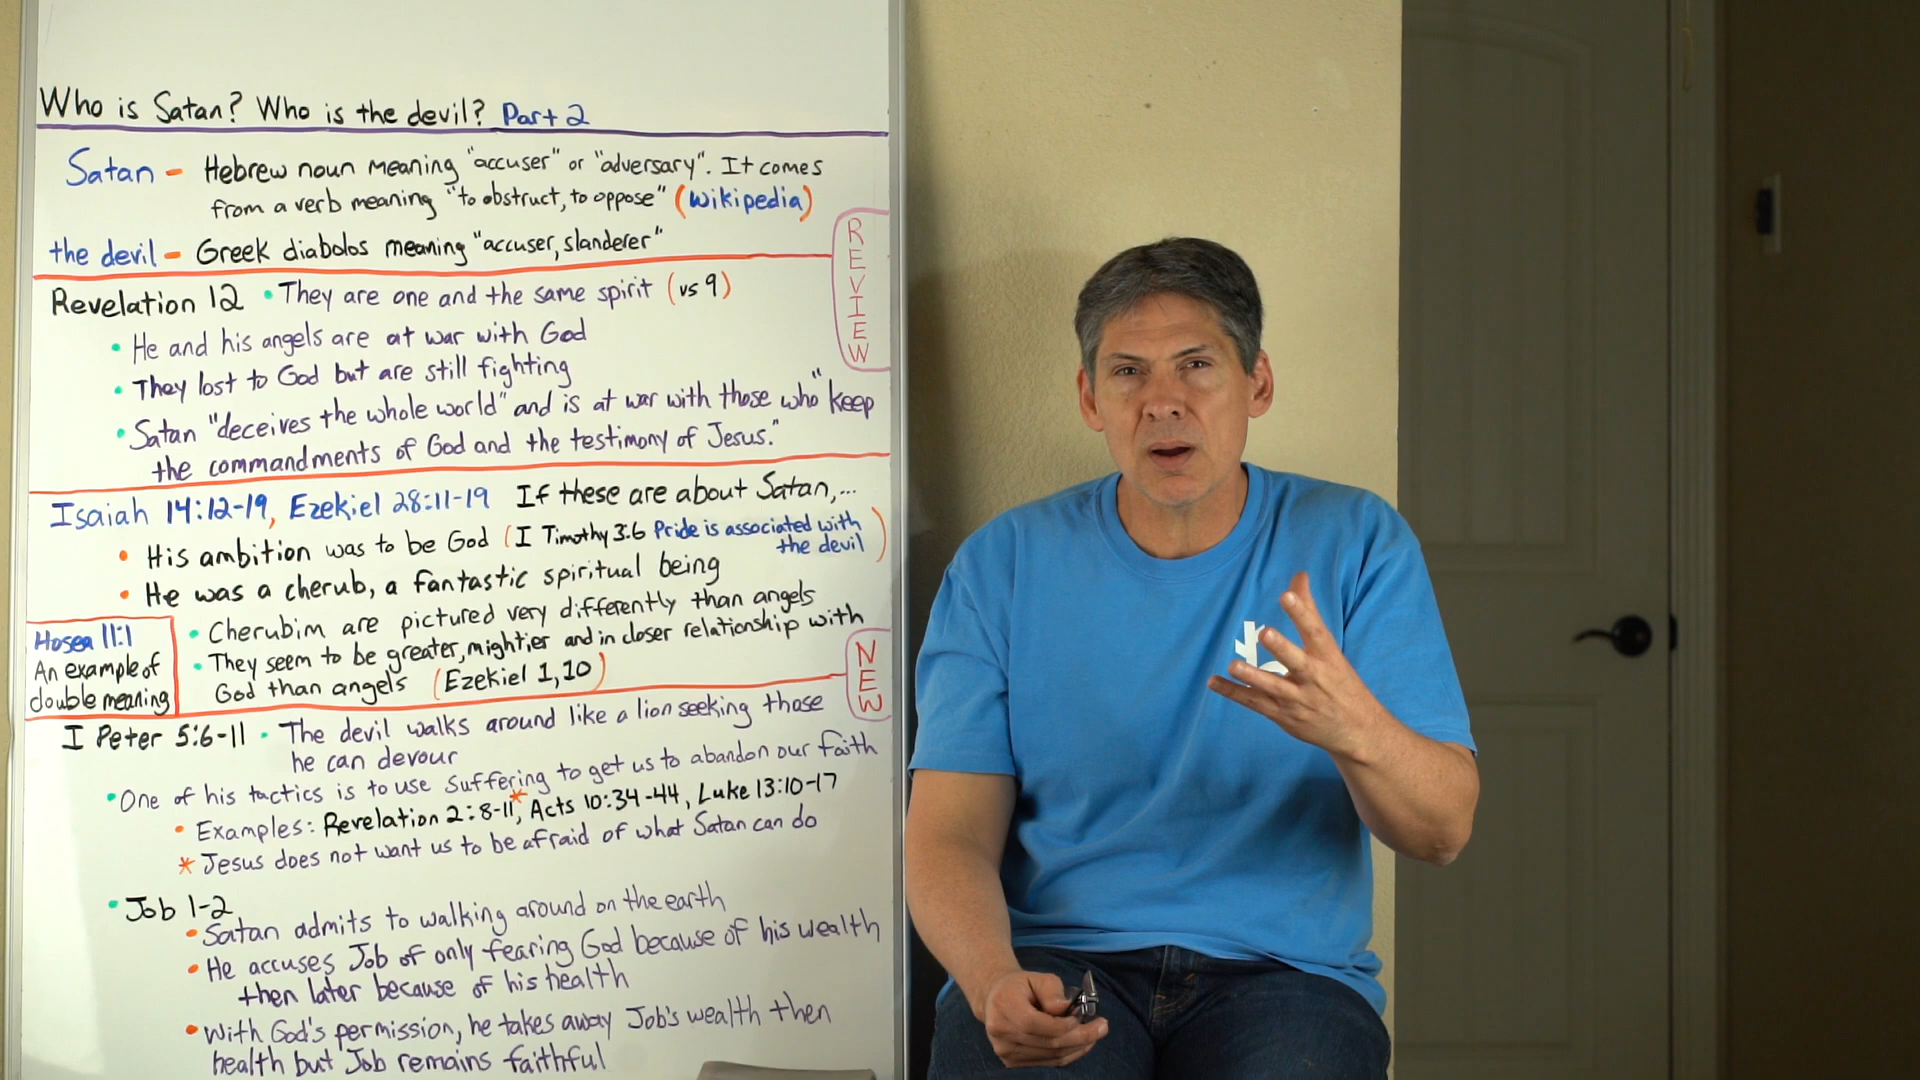 Who is Satan? Who is the devil? Part 2
Satan - Hebrew noun meaning "accuser" or "adversary". It comes
from a verb meaning "to obstruct, to oppose" (Wikipedia)
the devil - Greek diabolos meaning "accuser, slanderer"
REVIEW
Revelation 12 • They are one and the same spirit (vs 9)
• He and his angels are at war with God
• They lost to God but are still fighting
• Satan "deceives the whole world" and is at war with those who "keep
the commandments of God and the testimony of Jesus."
Isaiah 14:12-19, Ezekiel 28:11-19 If these are about Satan,...
• His ambition was to be God (I Timothy 3:6 Pride is associated with
the devil)
• He was a cherub, a fantastic spiritual being
• Cherubim are pictured very differently than angels
• They seem to be greater, mightier and in closer relationship with
God than angels (Ezekiel 1, 10)
Hosea 11:1
An example of
double meaning
NEW
I Peter 5:6-11 • The devil walks around like a lion seeking those
he can devour
• One of his tactics is to use suffering to get us to abandon our faith
• Examples: Revelation 2:8-11*, Acts 10:34-44, Luke 13:10-17
* Jesus does not want us to be afraid of what Satan can do
• Job 1-2
• Satan admits to walking around on the earth
• He accuses Job of only fearing God because of his wealth
then later because of his health
• With God's permission, he takes away Job's wealth then
health but Job remains faithful